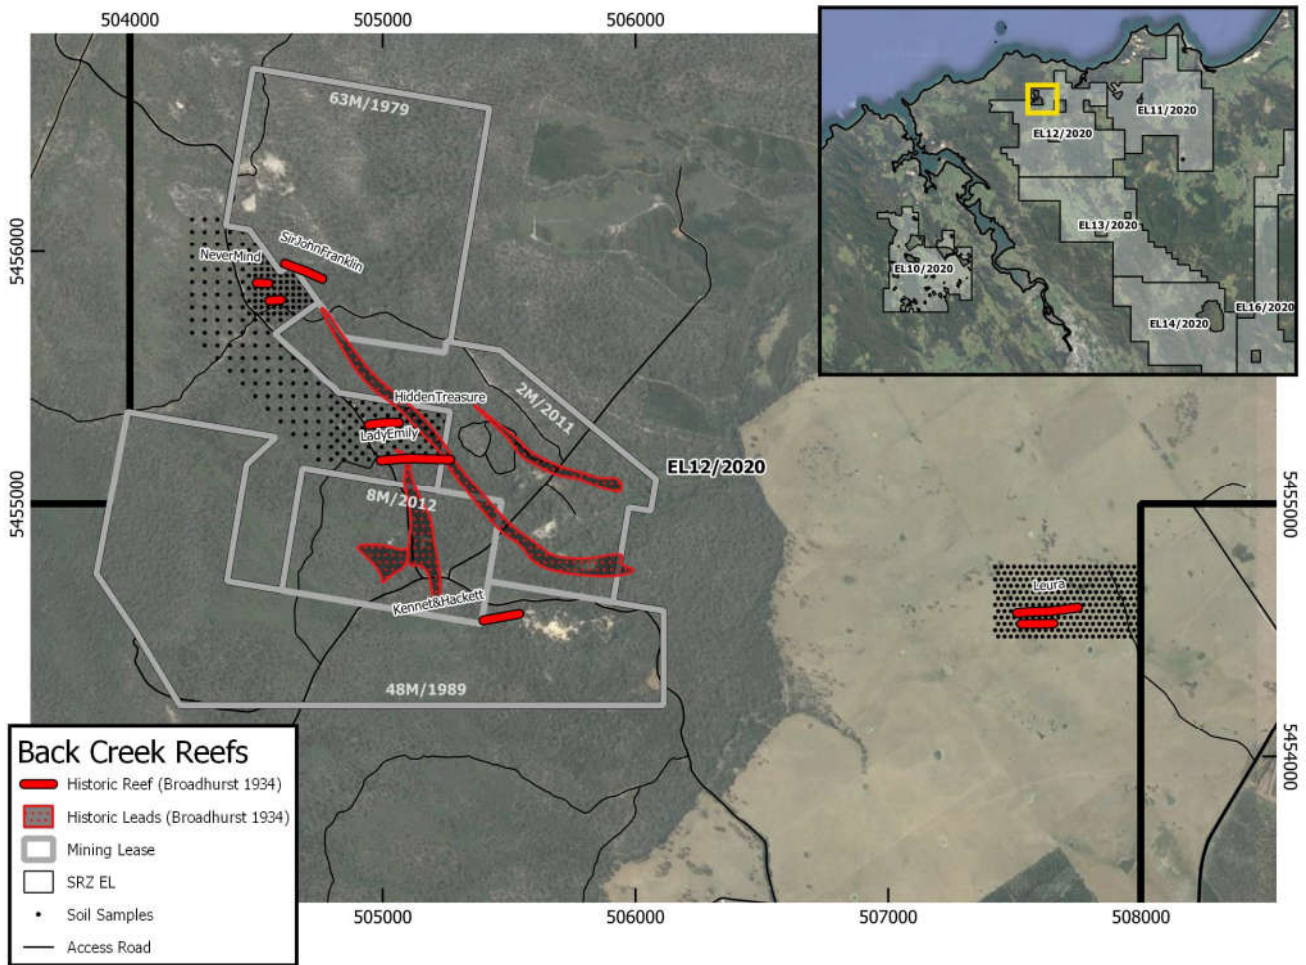 504000
505000
506000
63M/1979
EL11/2020
EL12/2020
EL13/2020
EL10/2020
EL16/2020
EL14/2020
5456000
SirJohnFranklin
NeverMind
HiddenTreasure
2M/2011
LadyEmily
EL12/2020
5455000
8M/2012
5455000
Leura
Kennet&Hackett
48M/1989
5454000
Back Creek Reefs
Historic Reef (Broadhurst 1934)
Historic Leads (Broadhurst 1934)
Mining Lease
SRZ EL
Soil Samples
Access Road
505000
506000
507000
508000